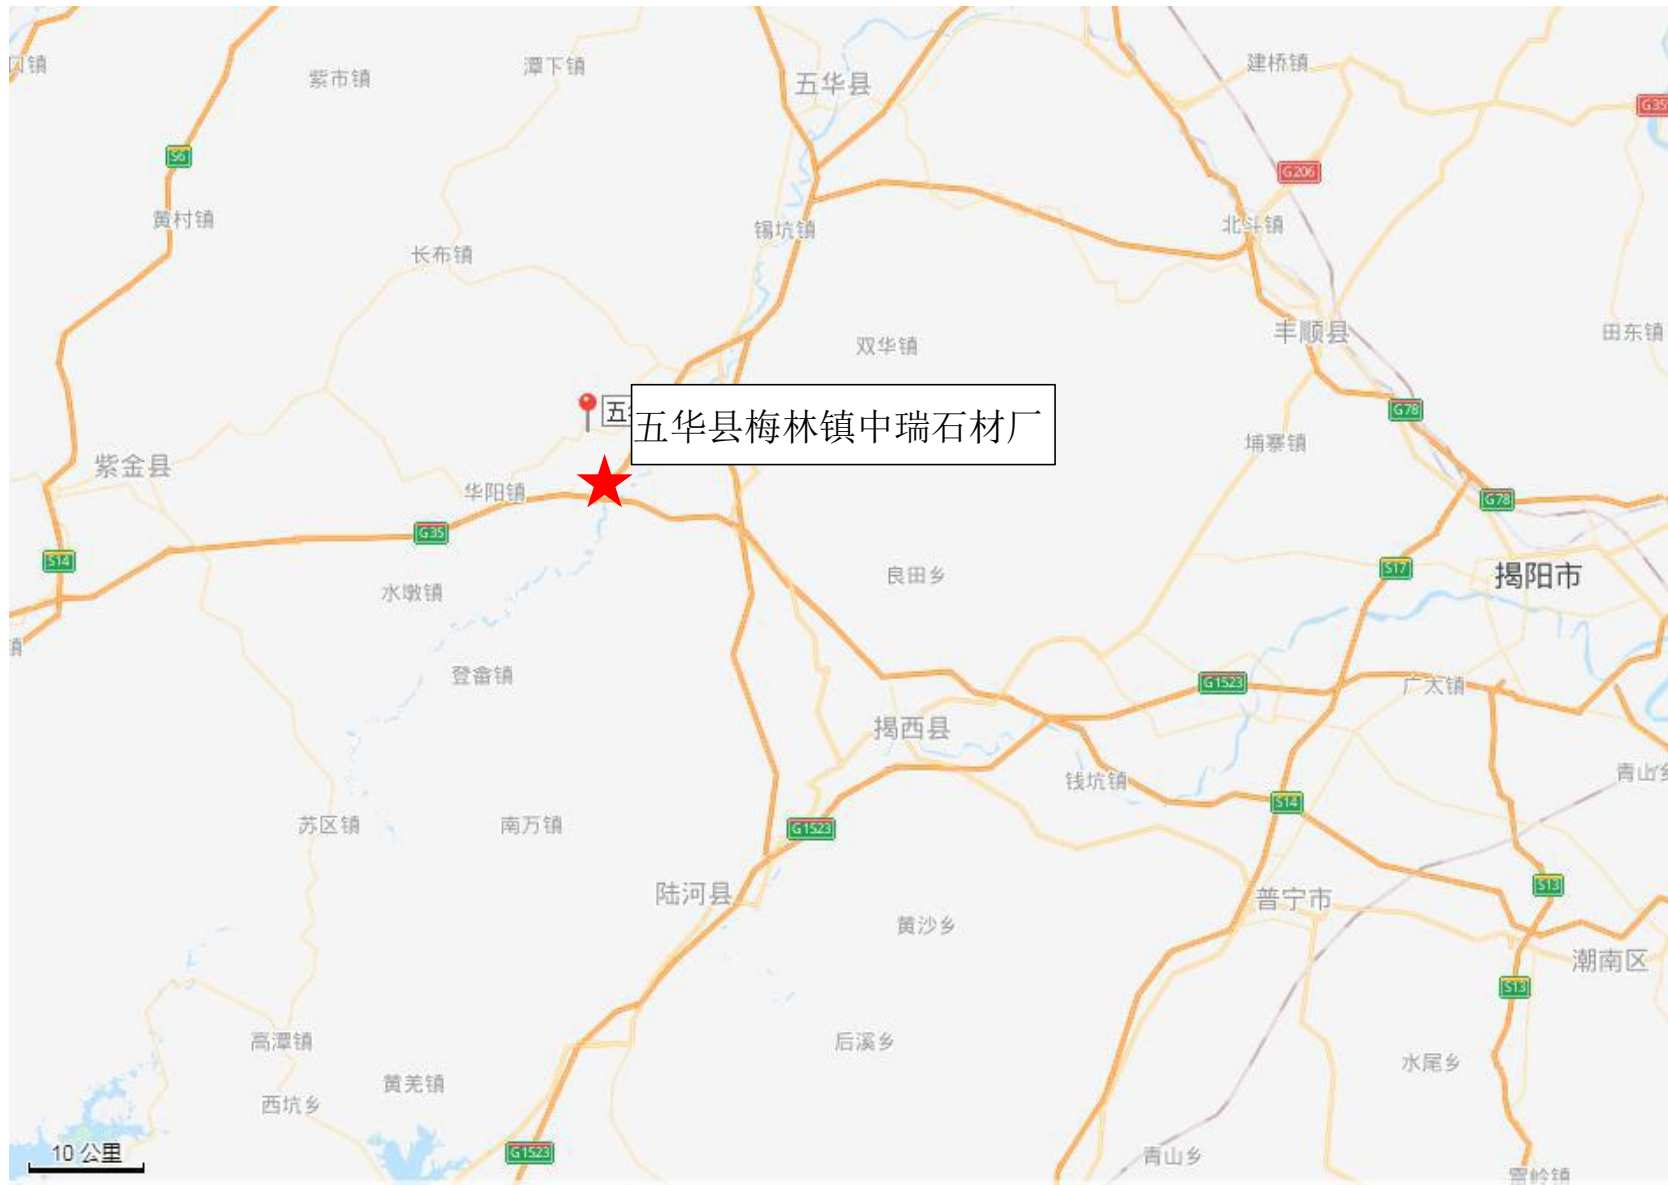 口镇
紫市镇
潭下镇
五华县
建桥镇
G35
S6
G206
黄村镇
长布镇
锡坑镇
北斗镇
双华镇
丰顺县
田东镇
五
五华县梅林镇中瑞石材厂
G78
埔寨镇
紫金县
华阳镇
G35
G78
S14
水墩镇
良田乡
S17
揭阳市
镇
登畲镇
G1523
广太镇
揭西县
钱坑镇
青山
S14
苏区镇
南万镇
G1523
陆河县
普宁市
S13
黄沙乡
潮南区
S13
高潭镇
后溪乡
水尾乡
黄羌镇
西坑乡
10 公里
G1523
青山乡
雷岭镇